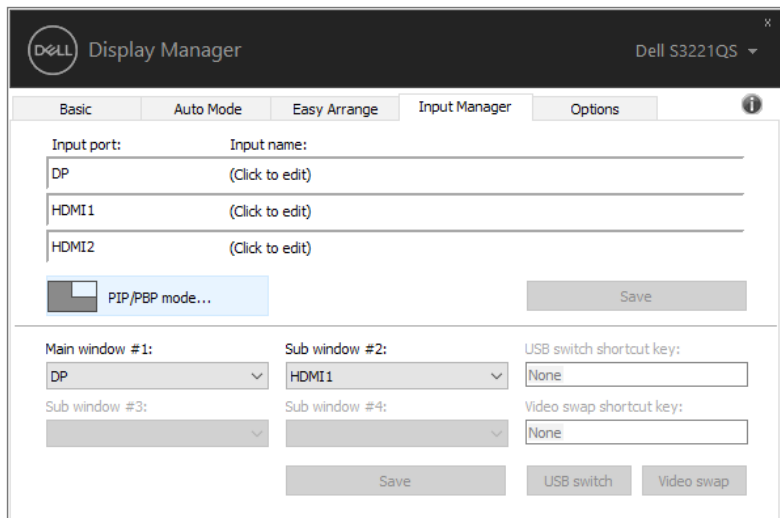 x
DELL Display Manager Dell S3221QS
Basic Auto Mode Easy Arrange Input Manager Options i
Input port: Input name:
DP (Click to edit)
HDMI1 (Click to edit)
HDMI2 (Click to edit)
PIP/PBP mode... Save
Main window #1: Sub window #2: USB switch shortcut key:
DP HDMI1 None
Sub window #3: Sub window #4: Video swap shortcut key:
None
Save USB switch Video swap